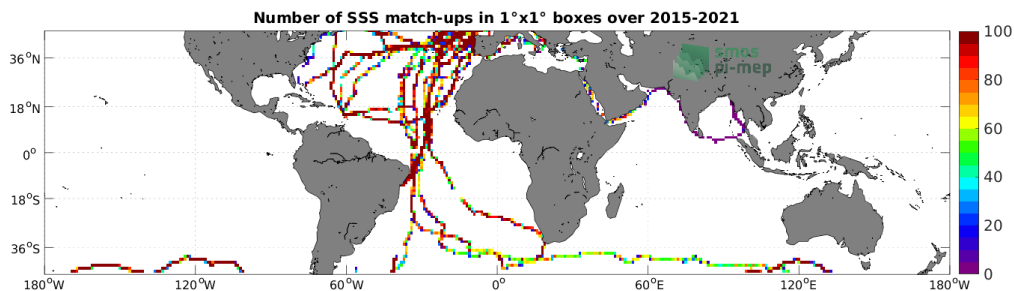 Number of SSS match-ups in 1°x1° boxes over 2015-2021
36°N
18°N
0°
18°S
36°S
180°W
120°W
60°W
0°
60°E
120°E
180°W
100
80
60
40
20
0
smos
pi-mep